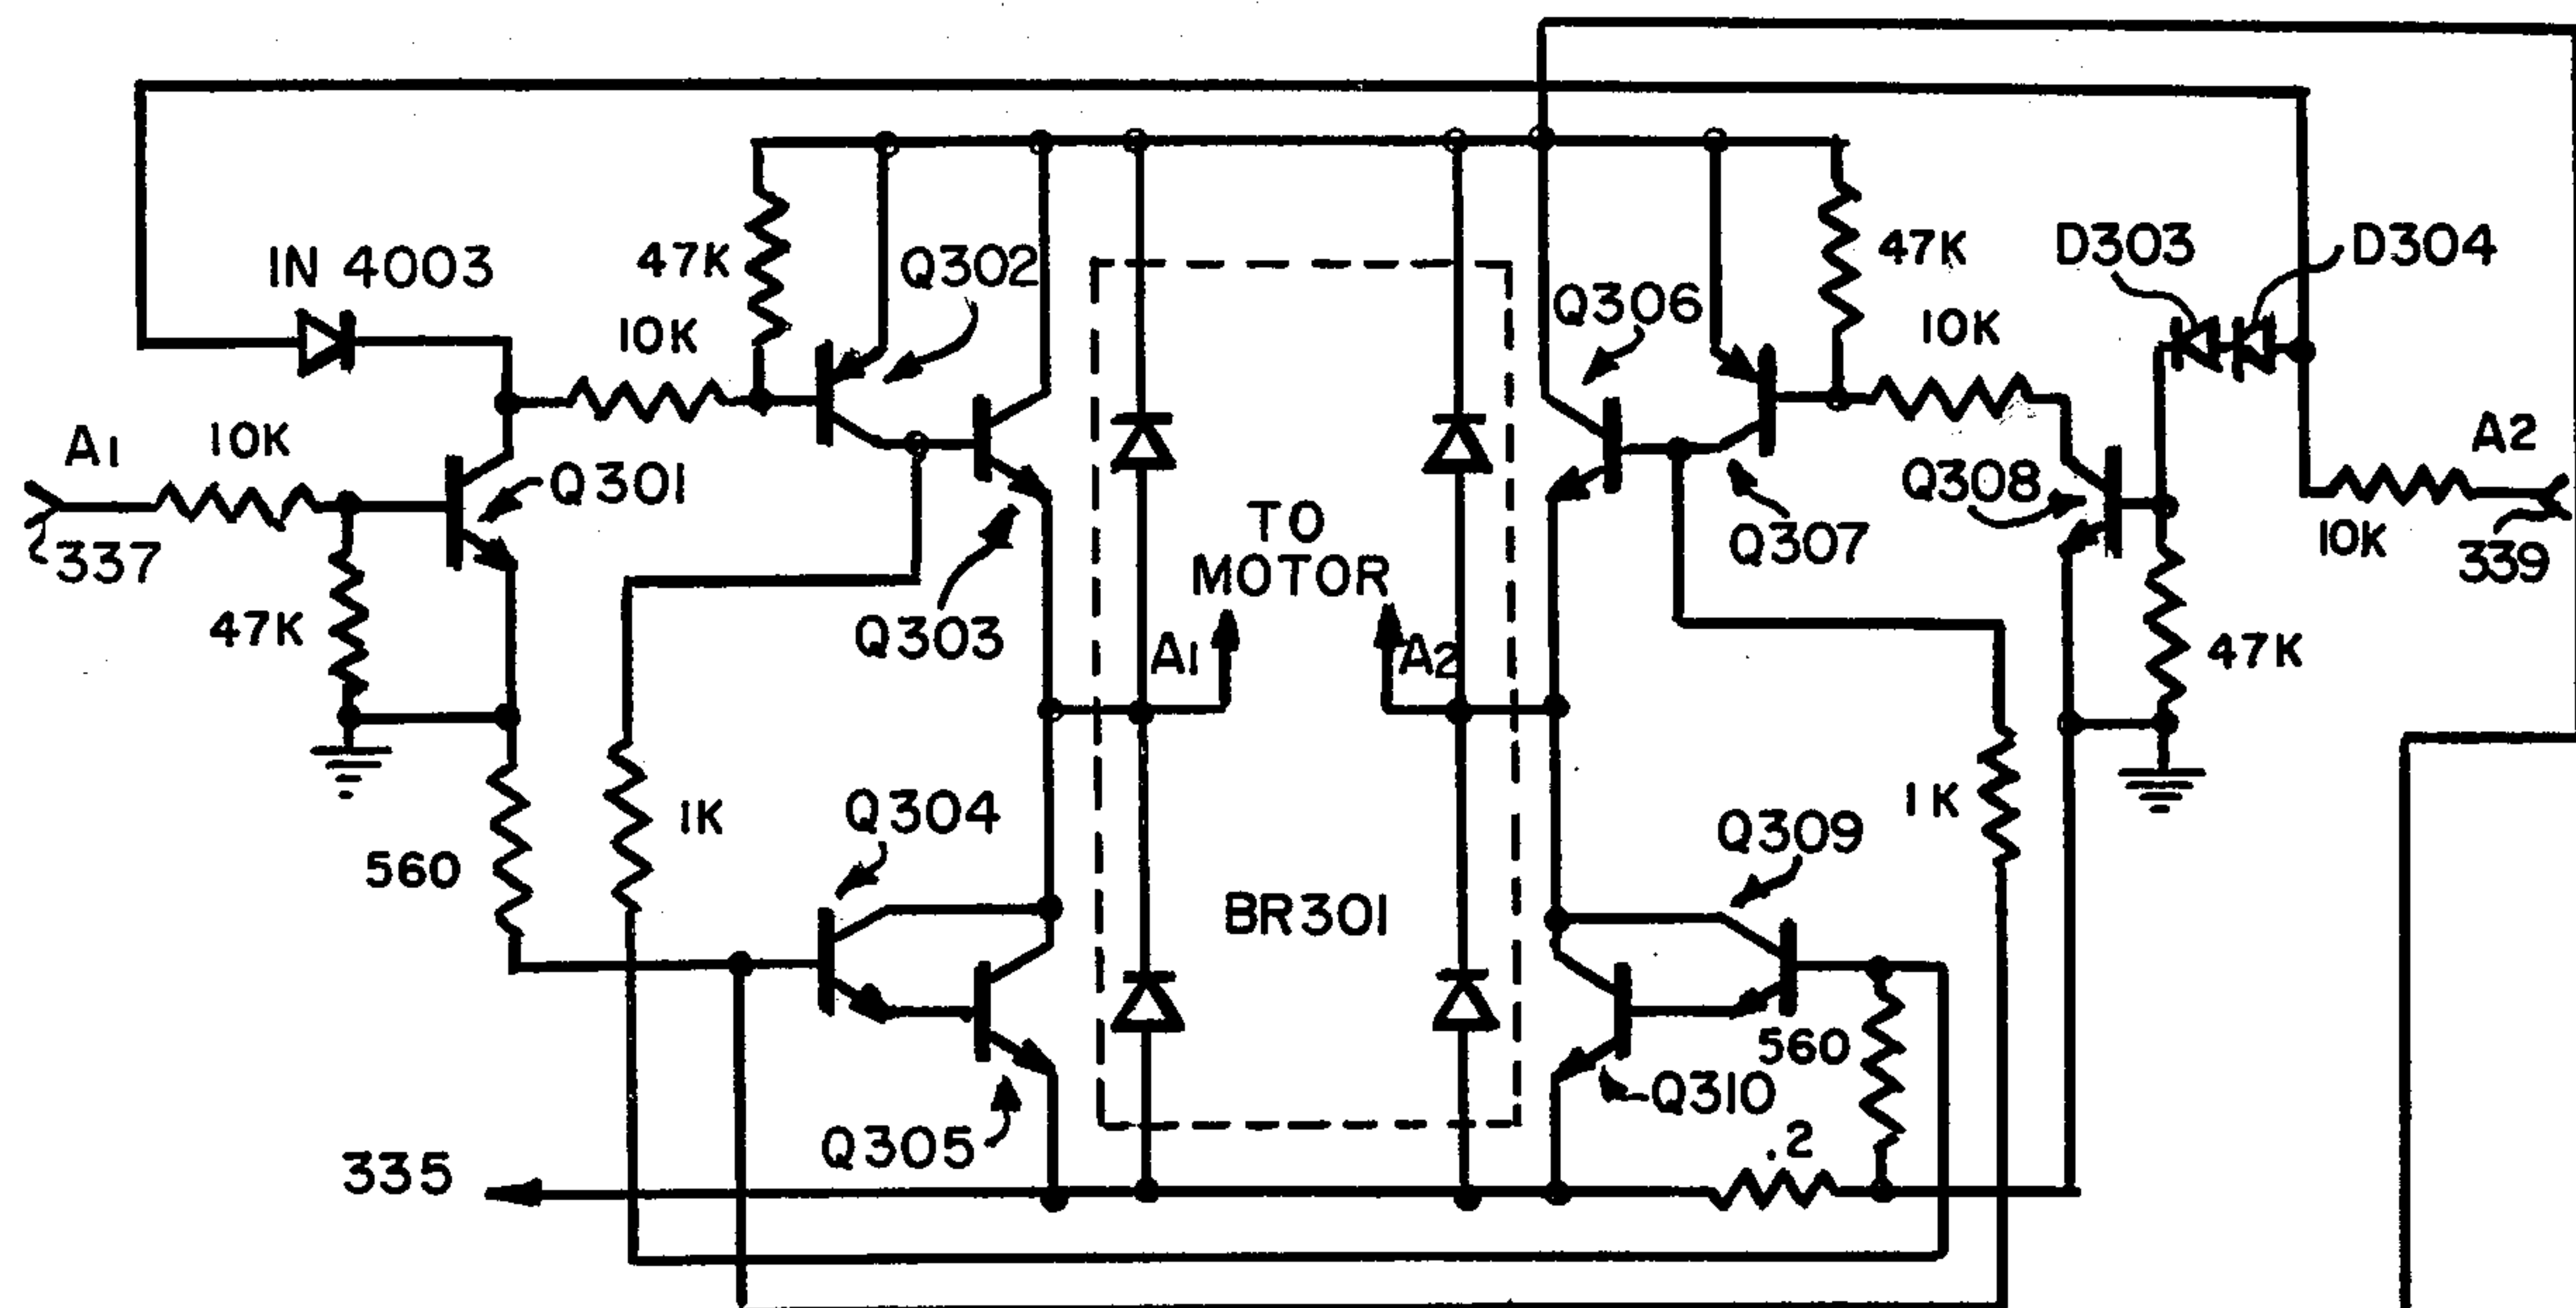 IN 4003
47K
Q302
10K
A1
10K
Q301
337
47K
Q303
560
1K
Q304
Q305
335
TO
MOTOR
A1
A2
BR301
Q306
47K
10K
D303
D304
Q307
Q308
A2
10K
339
47K
1K
Q309
560
Q310
.2